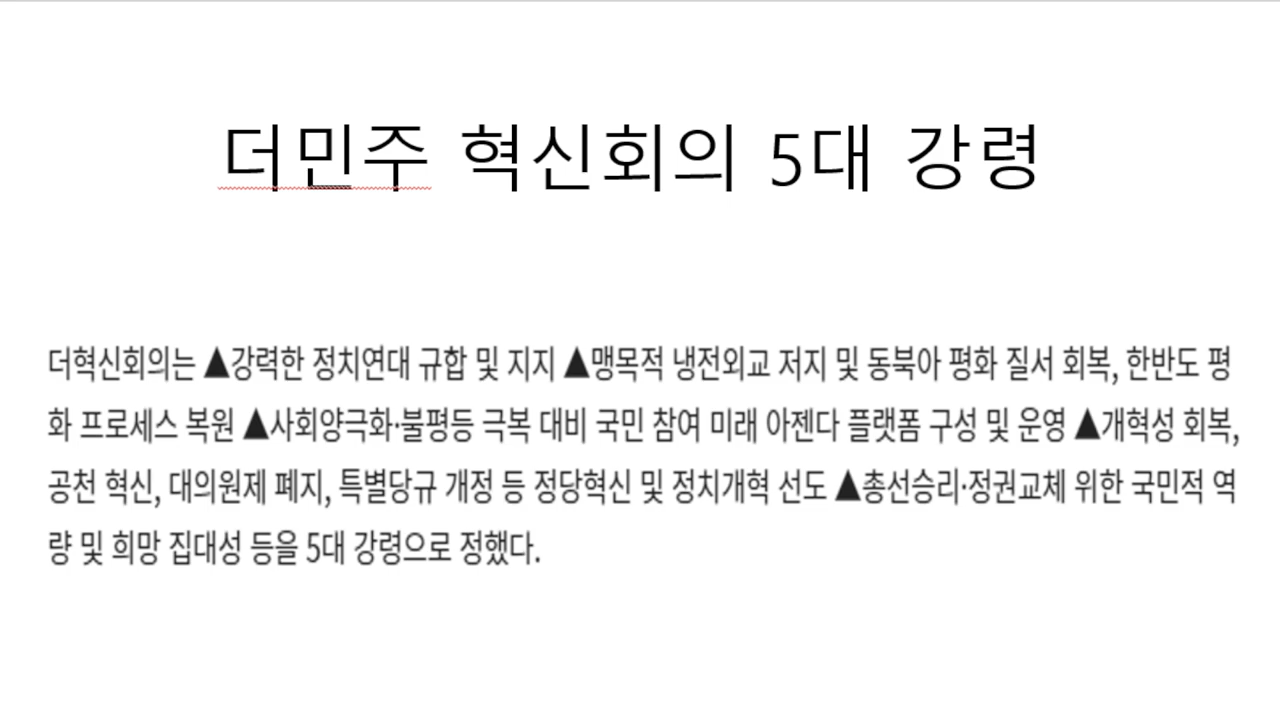 더민주 혁신회의 5대 강령
더혁신회의는 ▲강력한 정치연대 규합 및 지지 ▲맹목적 냉전외교 저지 및 동북아 평화 질서 회복, 한반도 평
화 프로세스 복원 ▲사회양극화·불평등 극복 대비 국민 참여 미래 아젠다 플랫폼 구성 및 운영 ▲개혁성 회복,
공천 혁신, 대의원제 폐지, 특별당규 개정 등 정당혁신 및 정치개혁 선도 ▲총선승리·정권교체 위한 국민적 역
량 및 희망 집대성 등을 5대 강령으로 정했다.